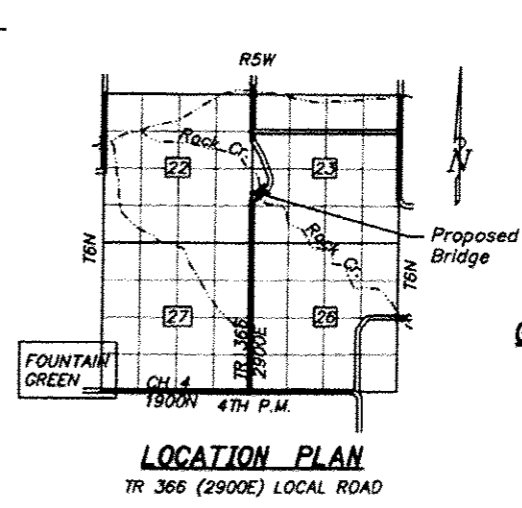 R5W
Rock Cr.
22
23
N
Proposed
Bridge
Rock Cr.
T6N
T6N
27
26
TR 366
2900E
FOUNTAIN
GREEN
CH 4
1900N
4TH P.M.
LOCATION PLAN
TR 366 (2900E) LOCAL ROAD